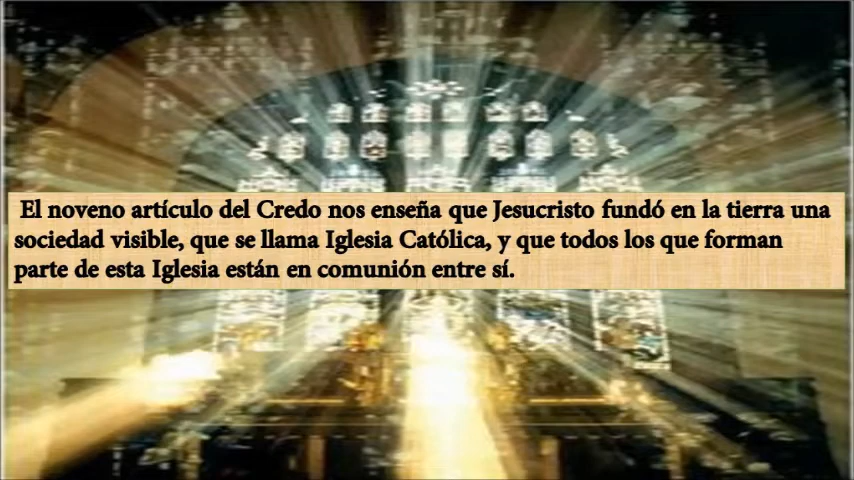 El noveno artículo del Credo nos enseña que Jesucristo fundó en la tierra una
sociedad visible, que se llama Iglesia Católica, y que todos los que forman
parte de esta Iglesia están en comunión entre sí.